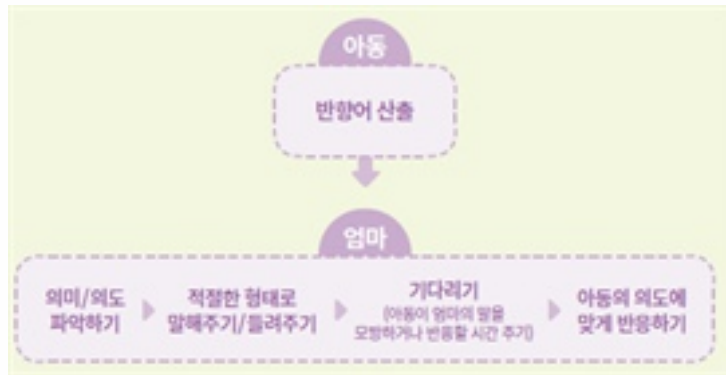 아동
반향어 산출
엄마
의미/의도
파악하기
적절한 형태로
말해주기/들려주기
기다리기
(아동이 엄마의 말을
모방하거나 반응할 시간 주기)
아동의 의도에
맞게 반응하기